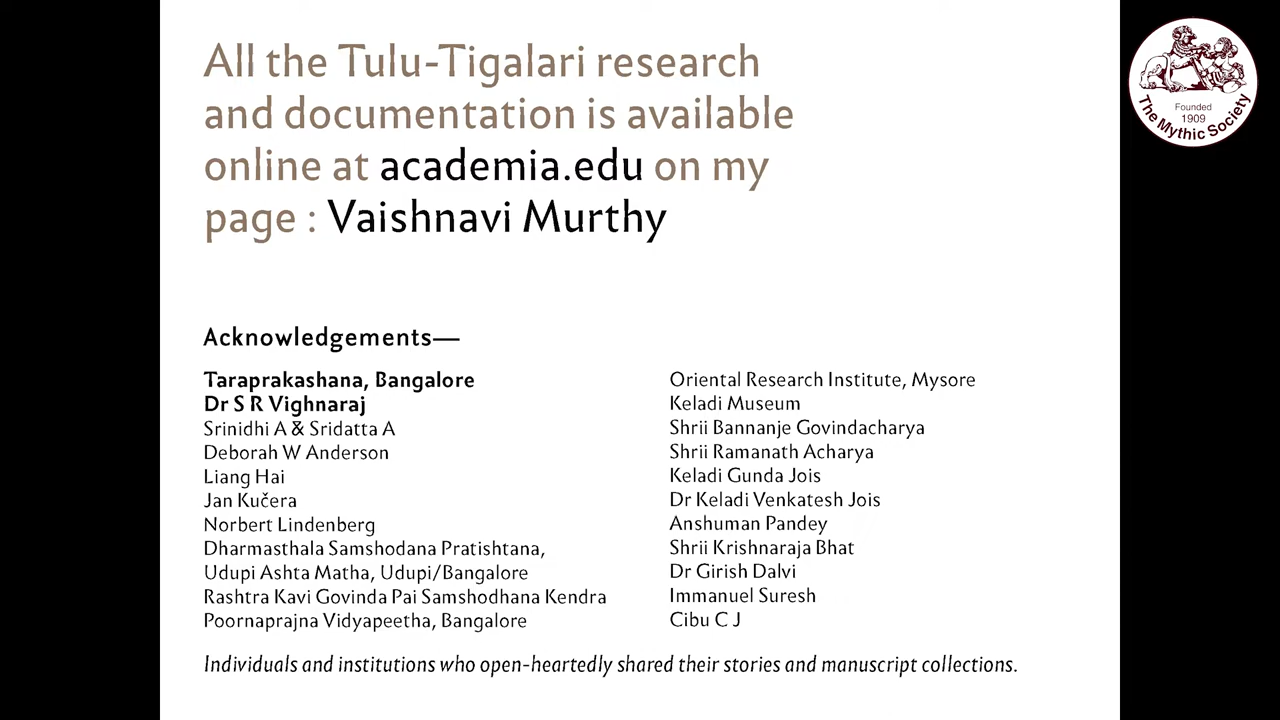 All the Tulu-Tigalari research
and documentation is available
online at academia.edu on my
page : Vaishnavi Murthy
Founded
1909
The Mythic Society
Acknowledgements—
Taraprakashana, Bangalore
Dr S R Vighnaraj
Srinidhi A & Sridatta A
Deborah W Anderson
Liang Hai
Jan Kučera
Norbert Lindenberg
Dharmasthala Samshodana Pratishtana,
Udupi Ashta Matha, Udupi/Bangalore
Rashtra Kavi Govinda Pai Samshodhana Kendra
Poornaprajna Vidyapeetha, Bangalore
Oriental Research Institute, Mysore
Keladi Museum
Shrii Bannanje Govindacharya
Shrii Ramanath Acharya
Keladi Gunda Jois
Dr Keladi Venkatesh Jois
Anshuman Pandey
Shrii Krishnaraja Bhat
Dr Girish Dalvi
Immanuel Suresh
Cibu C J
Individuals and institutions who open-heartedly shared their stories and manuscript collections.